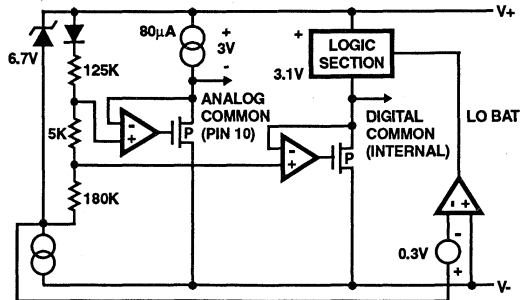 V+
80µA
+
3V
-
+
LOGIC
SECTION
6.7V
3.1V
125K
ANALOG
COMMON
(PIN 10)
DIGITAL
COMMON
(INTERNAL)
LO BAT
5K
-
+
P
-
+
P
180K
- +
-
0.3V
+
V-